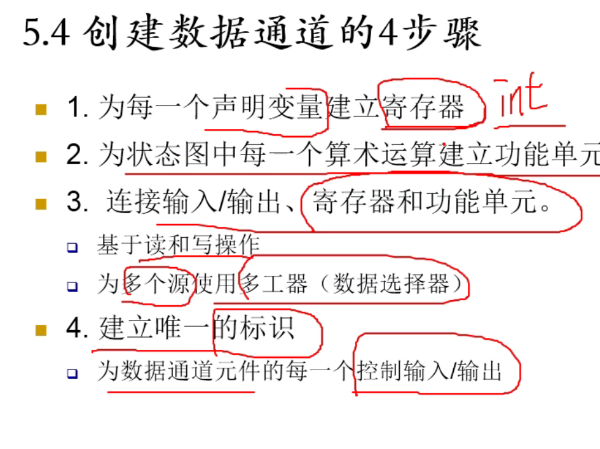 5.4 创建数据通道的4步骤
1. 为每一个声明变量建立寄存器 int
2. 为状态图中每一个算术运算建立功能单元
3. 连接输入/输出、寄存器和功能单元。
基于读和写操作
为多个源使用多工器（数据选择器）
4. 建立唯一的标识
为数据通道元件的每一个控制输入/输出